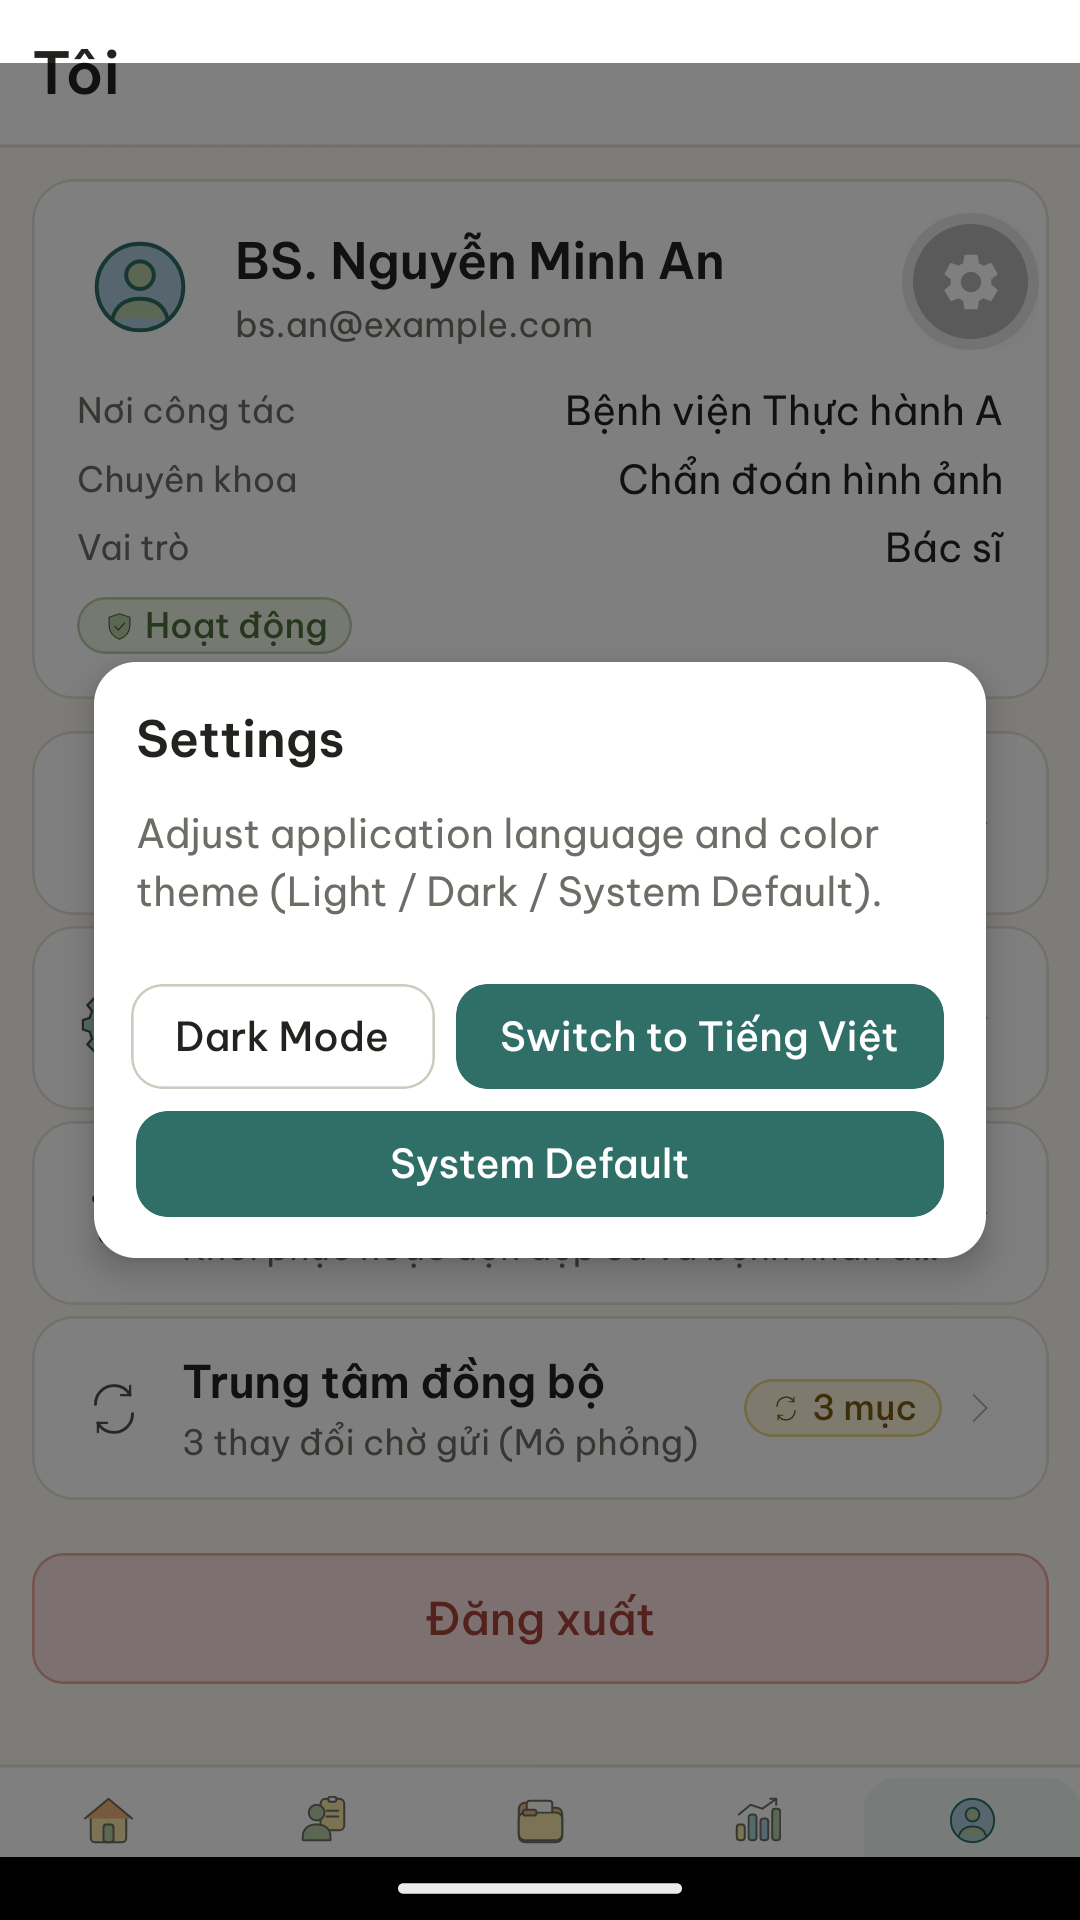 Tôi
BS. Nguyễn Minh An
bs.an@example.com
Nơi công tác
Bệnh viện Thực hành A
Chuyên khoa
Chẩn đoán hình ảnh
Vai trò
Bác sĩ
Hoạt động
Settings
Adjust application language and color
theme (Light / Dark / System Default).
Dark Mode
Switch to Tiếng Việt
System Default
Trung tâm đồng bộ
3 thay đổi chờ gửi (Mô phỏng)
3 mục
Đăng xuất